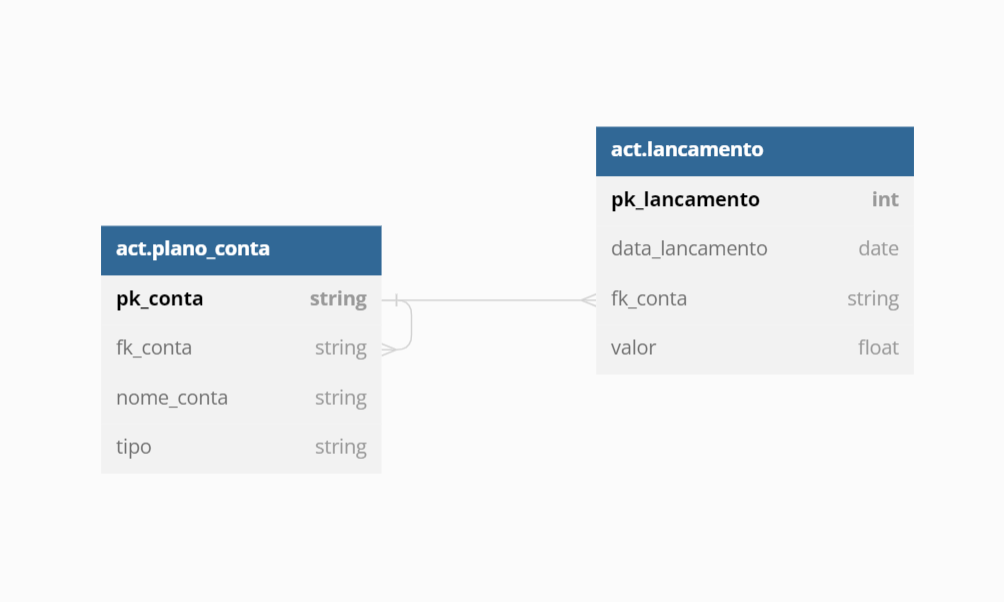 act.plano_conta
pk_conta string
fk_conta string
nome_conta string
tipo string
act.lancamento
pk_lancamento int
data_lancamento date
fk_conta string
valor float